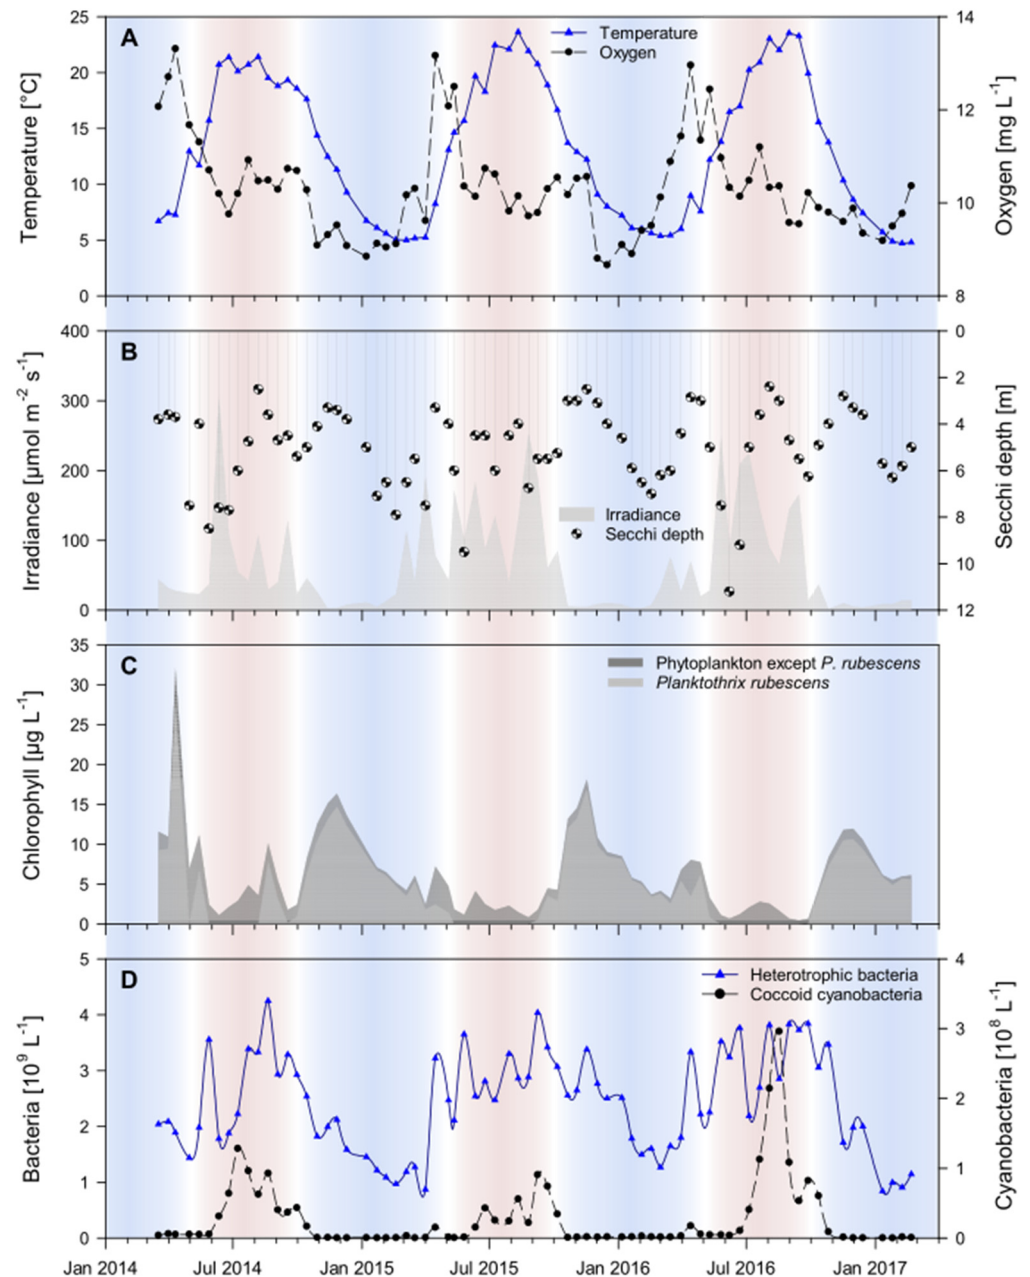 25
20
15
10
5
0
14
12
10
8
Temperature [°C]
Oxygen [mg L⁻¹]
A
Temperature
Oxygen
400
300
200
100
0
0
2
4
6
8
10
12
Irradiance [µmol m⁻² s⁻¹]
Secchi depth [m]
B
Irradiance
Secchi depth
35
30
25
20
15
10
5
0
Chlorophyll [µg L⁻¹]
C
Phytoplankton except P. rubescens
Planktothrix rubescens
5
4
3
2
1
0
4
3
2
1
0
Bacteria [10⁹ L⁻¹]
Cyanobacteria [10⁸ L⁻¹]
D
Heterotrophic bacteria
Coccoid cyanobacteria
Jan 2014 Jul 2014 Jan 2015 Jul 2015 Jan 2016 Jul 2016 Jan 2017